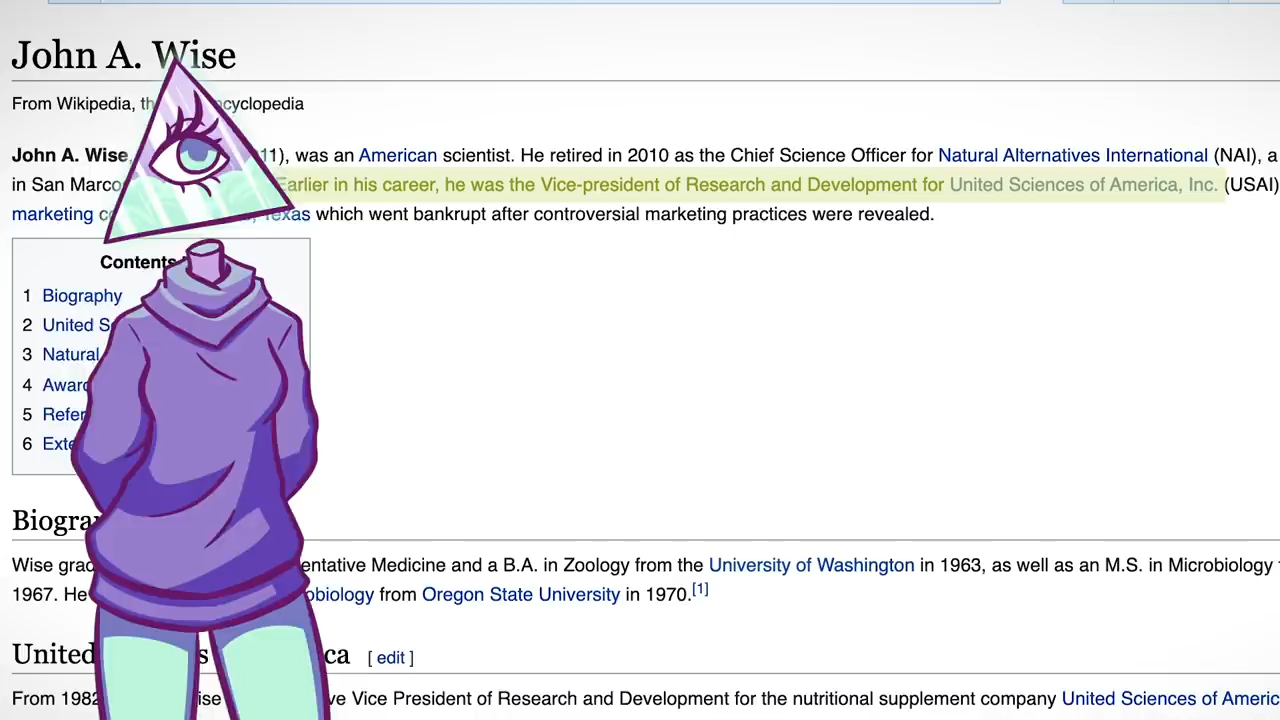 John A. Wise
From Wikipedia, th cyclopedia
John A. Wise, 11), was an American scientist. He retired in 2010 as the Chief Science Officer for Natural Alternatives International (NAI), a
in San Marco Earlier in his career, he was the Vice-president of Research and Development for United Sciences of America, Inc. (USAI)
marketing Texas which went bankrupt after controversial marketing practices were revealed.
Contents
1 Biography
2 United S
3 Natural
4 Award
5 Refer
6 Exte
Biogra
Wise grad entative Medicine and a B.A. in Zoology from the University of Washington in 1963, as well as an M.S. in Microbiology
1967. He obiology from Oregon State University in 1970.[1]
United s ca [ edit ]
From 1982 ise ve Vice President of Research and Development for the nutritional supplement company United Sciences of Americ